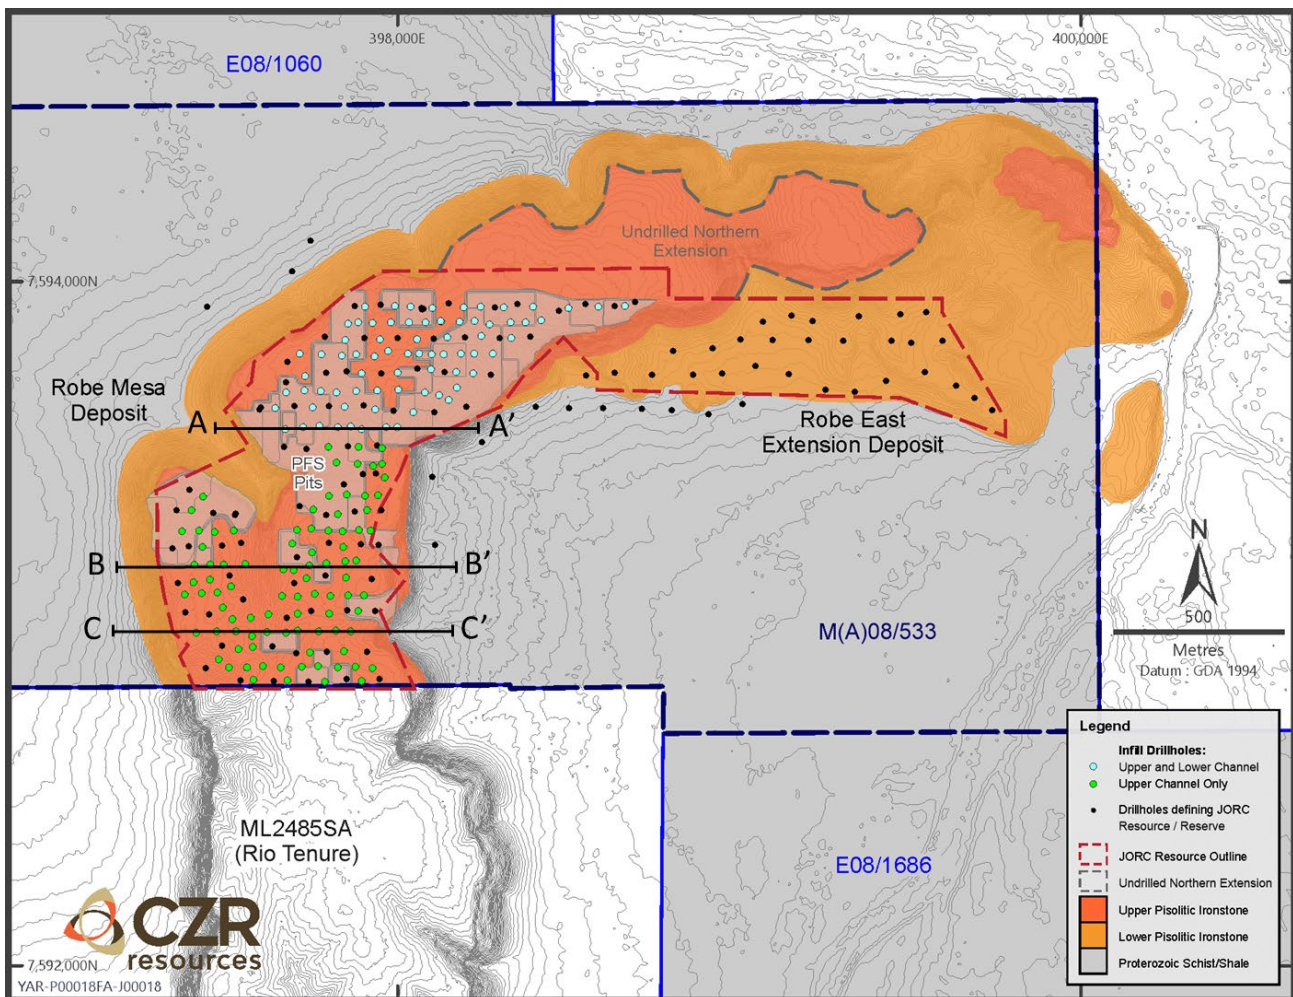 398,000E
400,000E
E08/1060
Undrilled Northern
Extension
7,594,000N
Robe Mesa
Deposit
A
A'
Robe East
Extension Deposit
PFS
Pits
B
B'
N
C
C'
M(A)08/533
500
Metres
Datum : GDA 1994
ML2485SA
(Rio Tenure)
E08/1686
Legend
Infill Drillholes:
Upper and Lower Channel
Upper Channel Only
Drillholes defining JORC
Resource / Reserve
JORC Resource Outline
Undrilled Northern Extension
Upper Pisolitic Ironstone
Lower Pisolitic Ironstone
Proterozoic Schist/Shale
CZR
resources
7,592,000N
YAR-P00018FA-J00018